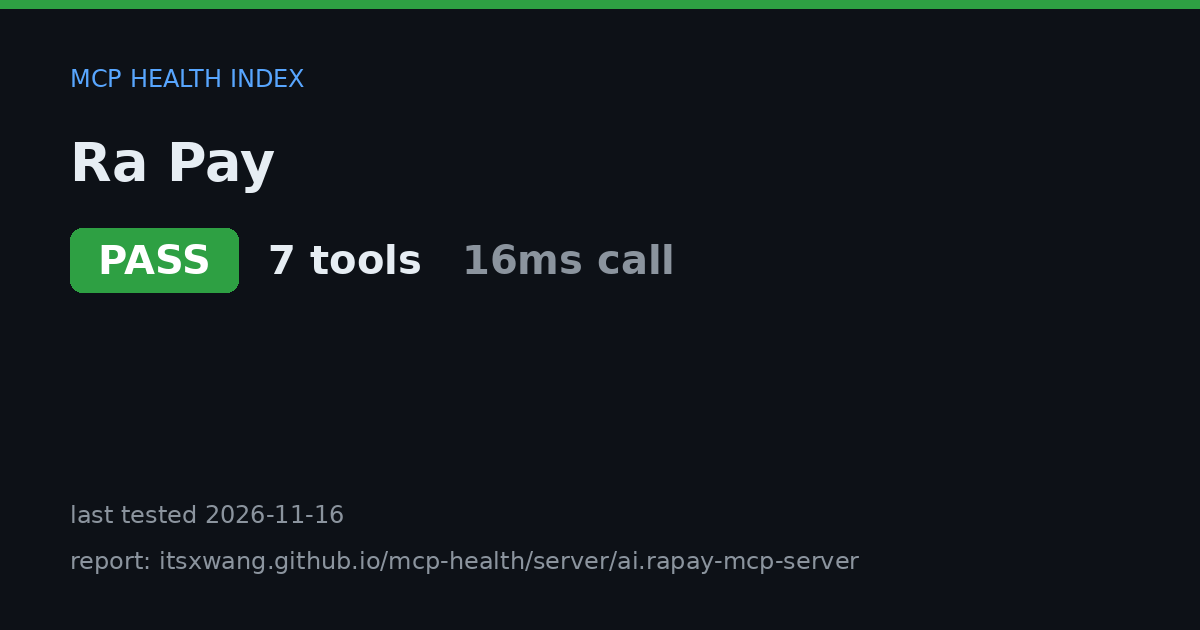 MCP HEALTH INDEX
Ra Pay
PASS 7 tools 16ms call
last tested 2026-11-16
report: itsxwang.github.io/mcp-health/server/ai.rapay-mcp-server